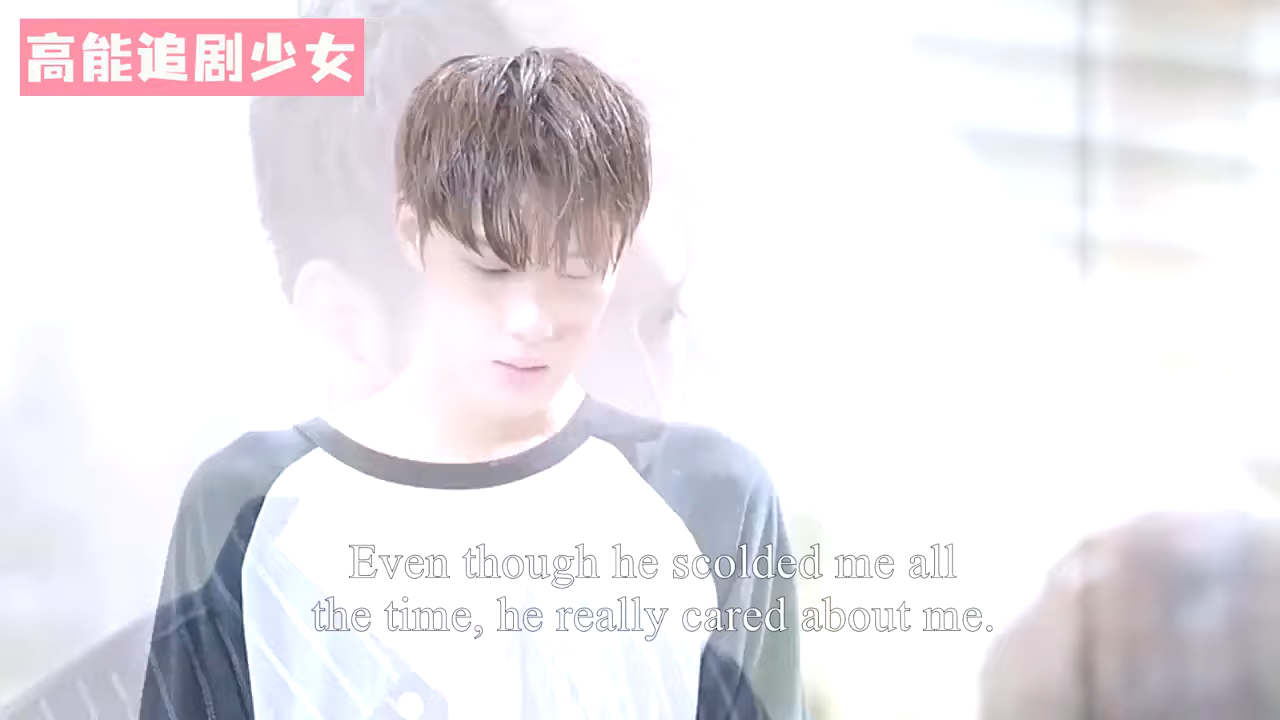 高能追剧少女
Even though he scolded me all
the time, he really cared about me.